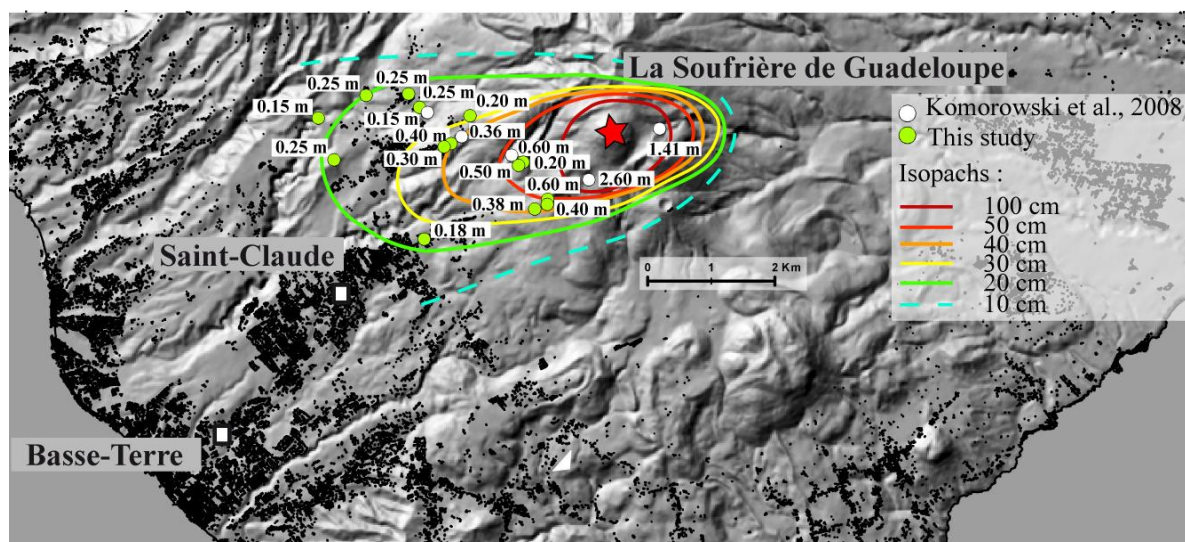 La Soufrière de Guadeloupe
Komorowski et al., 2008
This study
Isopachs :
100 cm
50 cm
40 cm
30 cm
20 cm
10 cm
0.25 m
0.25 m
0.25 m
0.15 m
0.15 m
0.20 m
0.40 m
0.36 m
0.30 m
0.25 m
0.60 m
0.20 m
0.50 m
1.41 m
2.60 m
0.60 m
0.38 m
0.40 m
0.18 m
Saint-Claude
0 1 2 Km
Basse-Terre